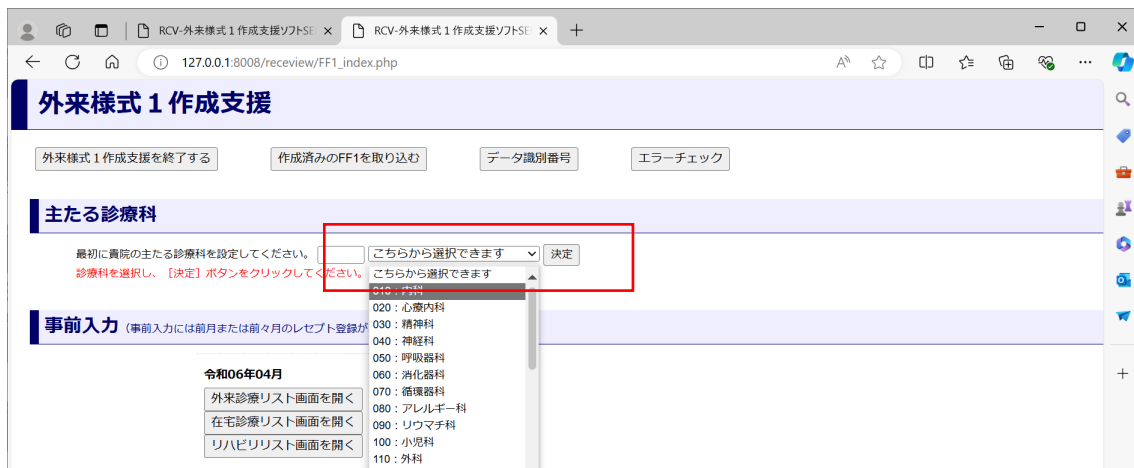 RCV-外来様式１作成支援ソフトSE
RCV-外来様式１作成支援ソフトSE
127.0.0.1:8008/receview/FF1_index.php
外来様式１作成支援
外来様式１作成支援を終了する
作成済みのFF1を取り込む
データ識別番号
エラーチェック
主たる診療科
最初に貴院の主たる診療科を設定してください。
こちらから選択できます
決定
診療科を選択し、［決定］ボタンをクリックしてください。
こちらから選択できます
010：内科
020：心療内科
030：精神科
040：神経科
050：呼吸器科
060：消化器科
070：循環器科
080：アレルギー科
090：リウマチ科
100：小児科
110：外科
事前入力（事前入力には前月または前々月のレセプト登録が
令和06年04月
外来診療リスト画面を開く
在宅診療リスト画面を開く
リハビリリスト画面を開く